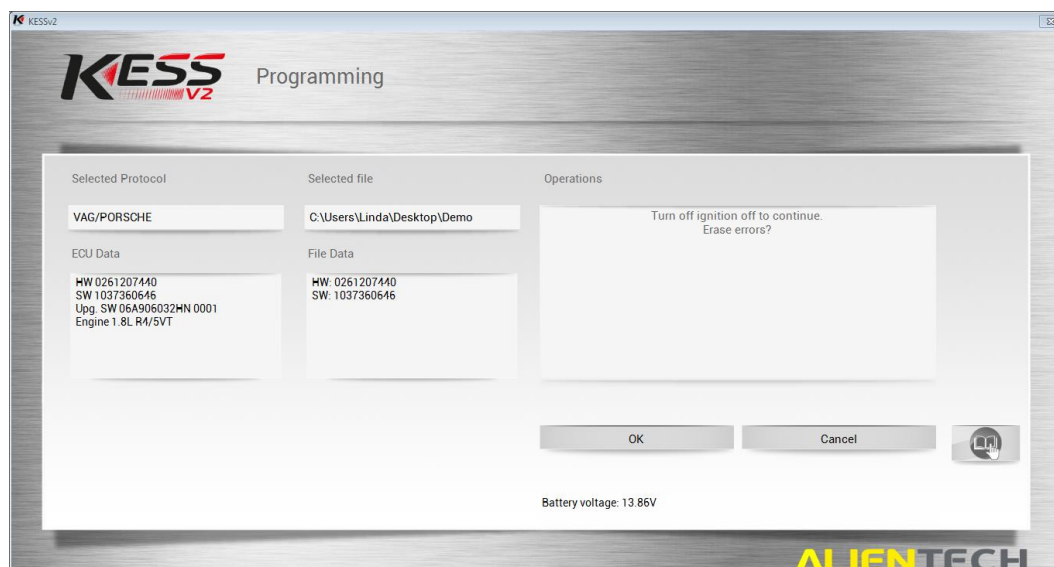 KESSv2
KESS V2
Programming
Selected Protocol
VAG/PORSCHE
ECU Data
HW 0261207440
SW 1037360646
Upg. SW 06A906032HN 0001
Engine 1.8L R4/5VT
Selected file
C:\Users\Linda\Desktop\Demo
File Data
HW: 0261207440
SW: 1037360646
Operations
Turn off ignition off to continue.
Erase errors?
OK
Cancel
Battery voltage: 13.86V
ALIENTECH